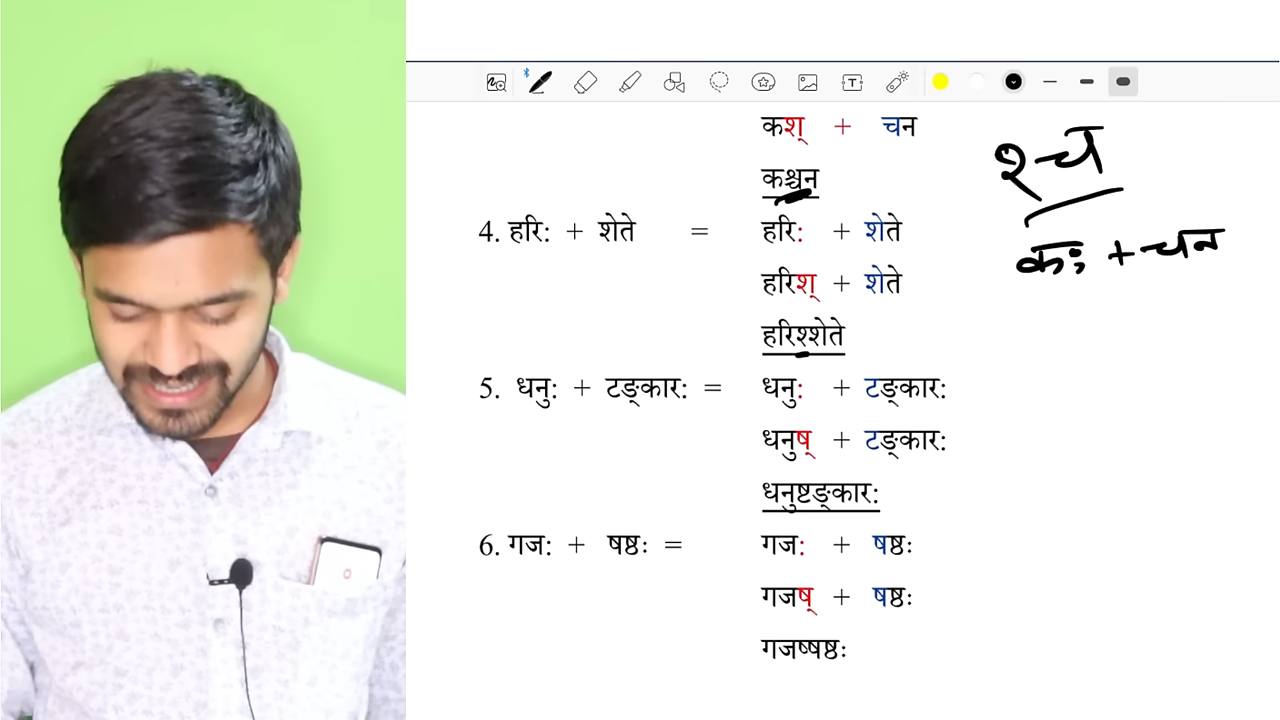 कश् + चन
कश्चन
4. हरि: + शेते = हरि: + शेते
हरिश् + शेते
हरिश्शेते
5. धनु: + टङ्कार: = धनु: + टङ्कार:
धनुष् + टङ्कार:
धनुष्टङ्कार:
6. गज: + षष्ठः = गज: + षष्ठः
गजष् + षष्ठः
गजष्षष्ठः
श्च
कः + चन